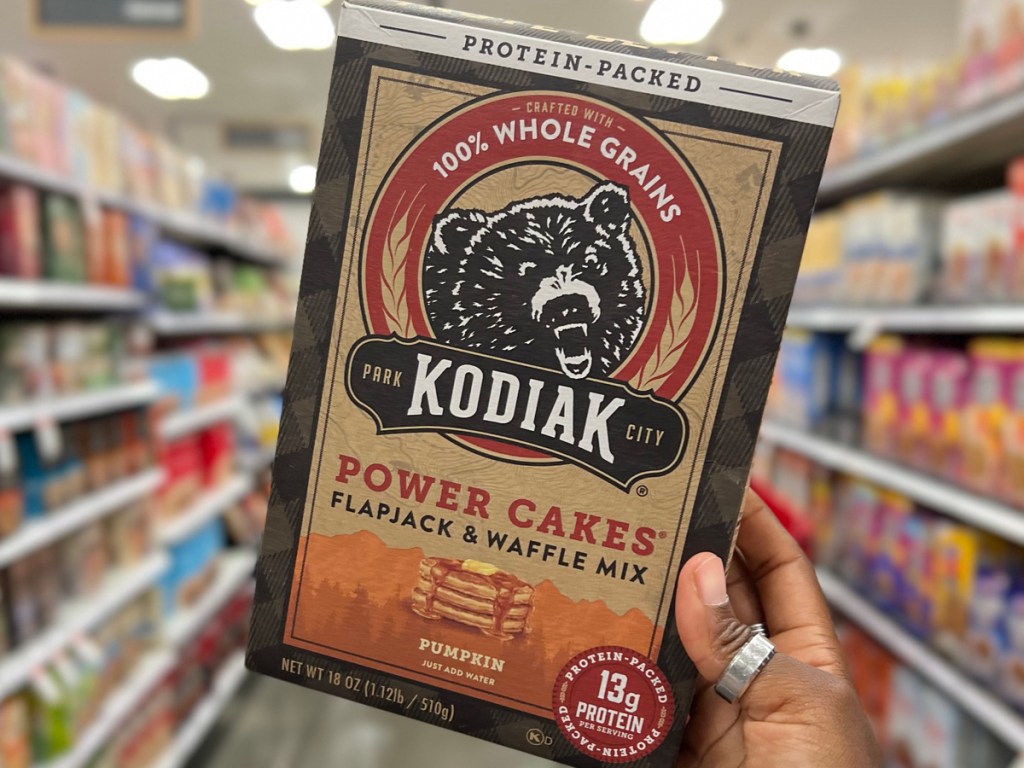 PROTEIN-PACKED
CRAFTED WITH
100% WHOLE GRAINS
PARK KODIAK CITY ®
POWER CAKES®
FLAPJACK & WAFFLE MIX
PUMPKIN
JUST ADD WATER
NET WT 18 OZ (1.12lb / 510g)
PROTEIN-PACKED
13g
PROTEIN
PER SERVING
PROTEIN-PACKED
K D